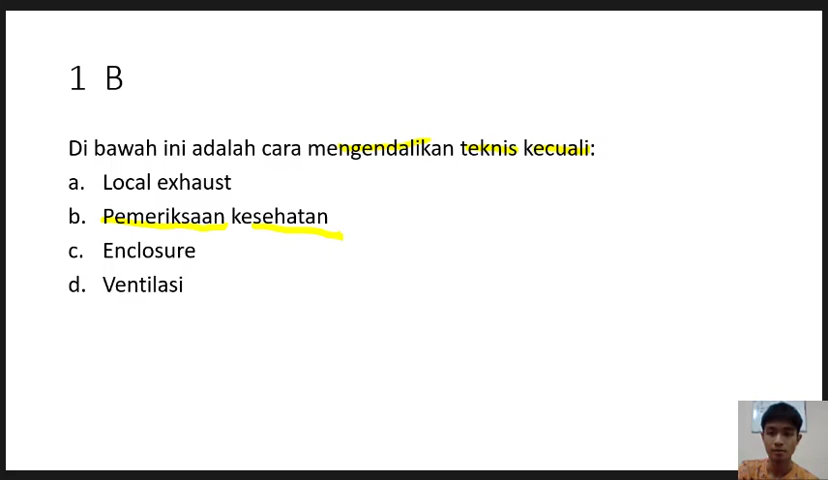 1 B
Di bawah ini adalah cara mengendalikan teknis kecuali:
a. Local exhaust
b. Pemeriksaan kesehatan
c. Enclosure
d. Ventilasi